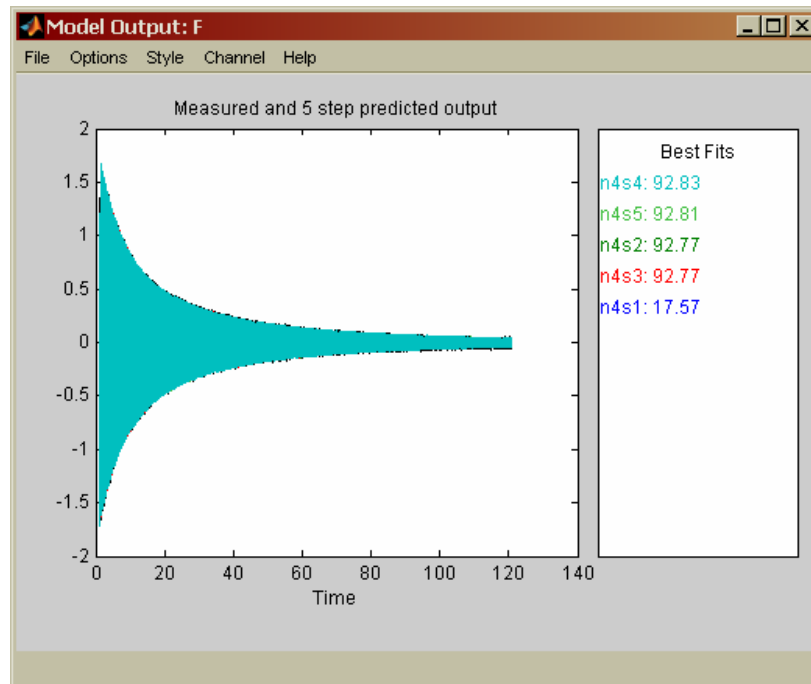 Model Output: F
File Options Style Channel Help
Measured and 5 step predicted output
2
1.5
1
0.5
0
-0.5
-1
-1.5
-2
0 20 40 60 80 100 120 140
Time
Best Fits
n4s4: 92.83
n4s5: 92.81
n4s2: 92.77
n4s3: 92.77
n4s1: 17.57